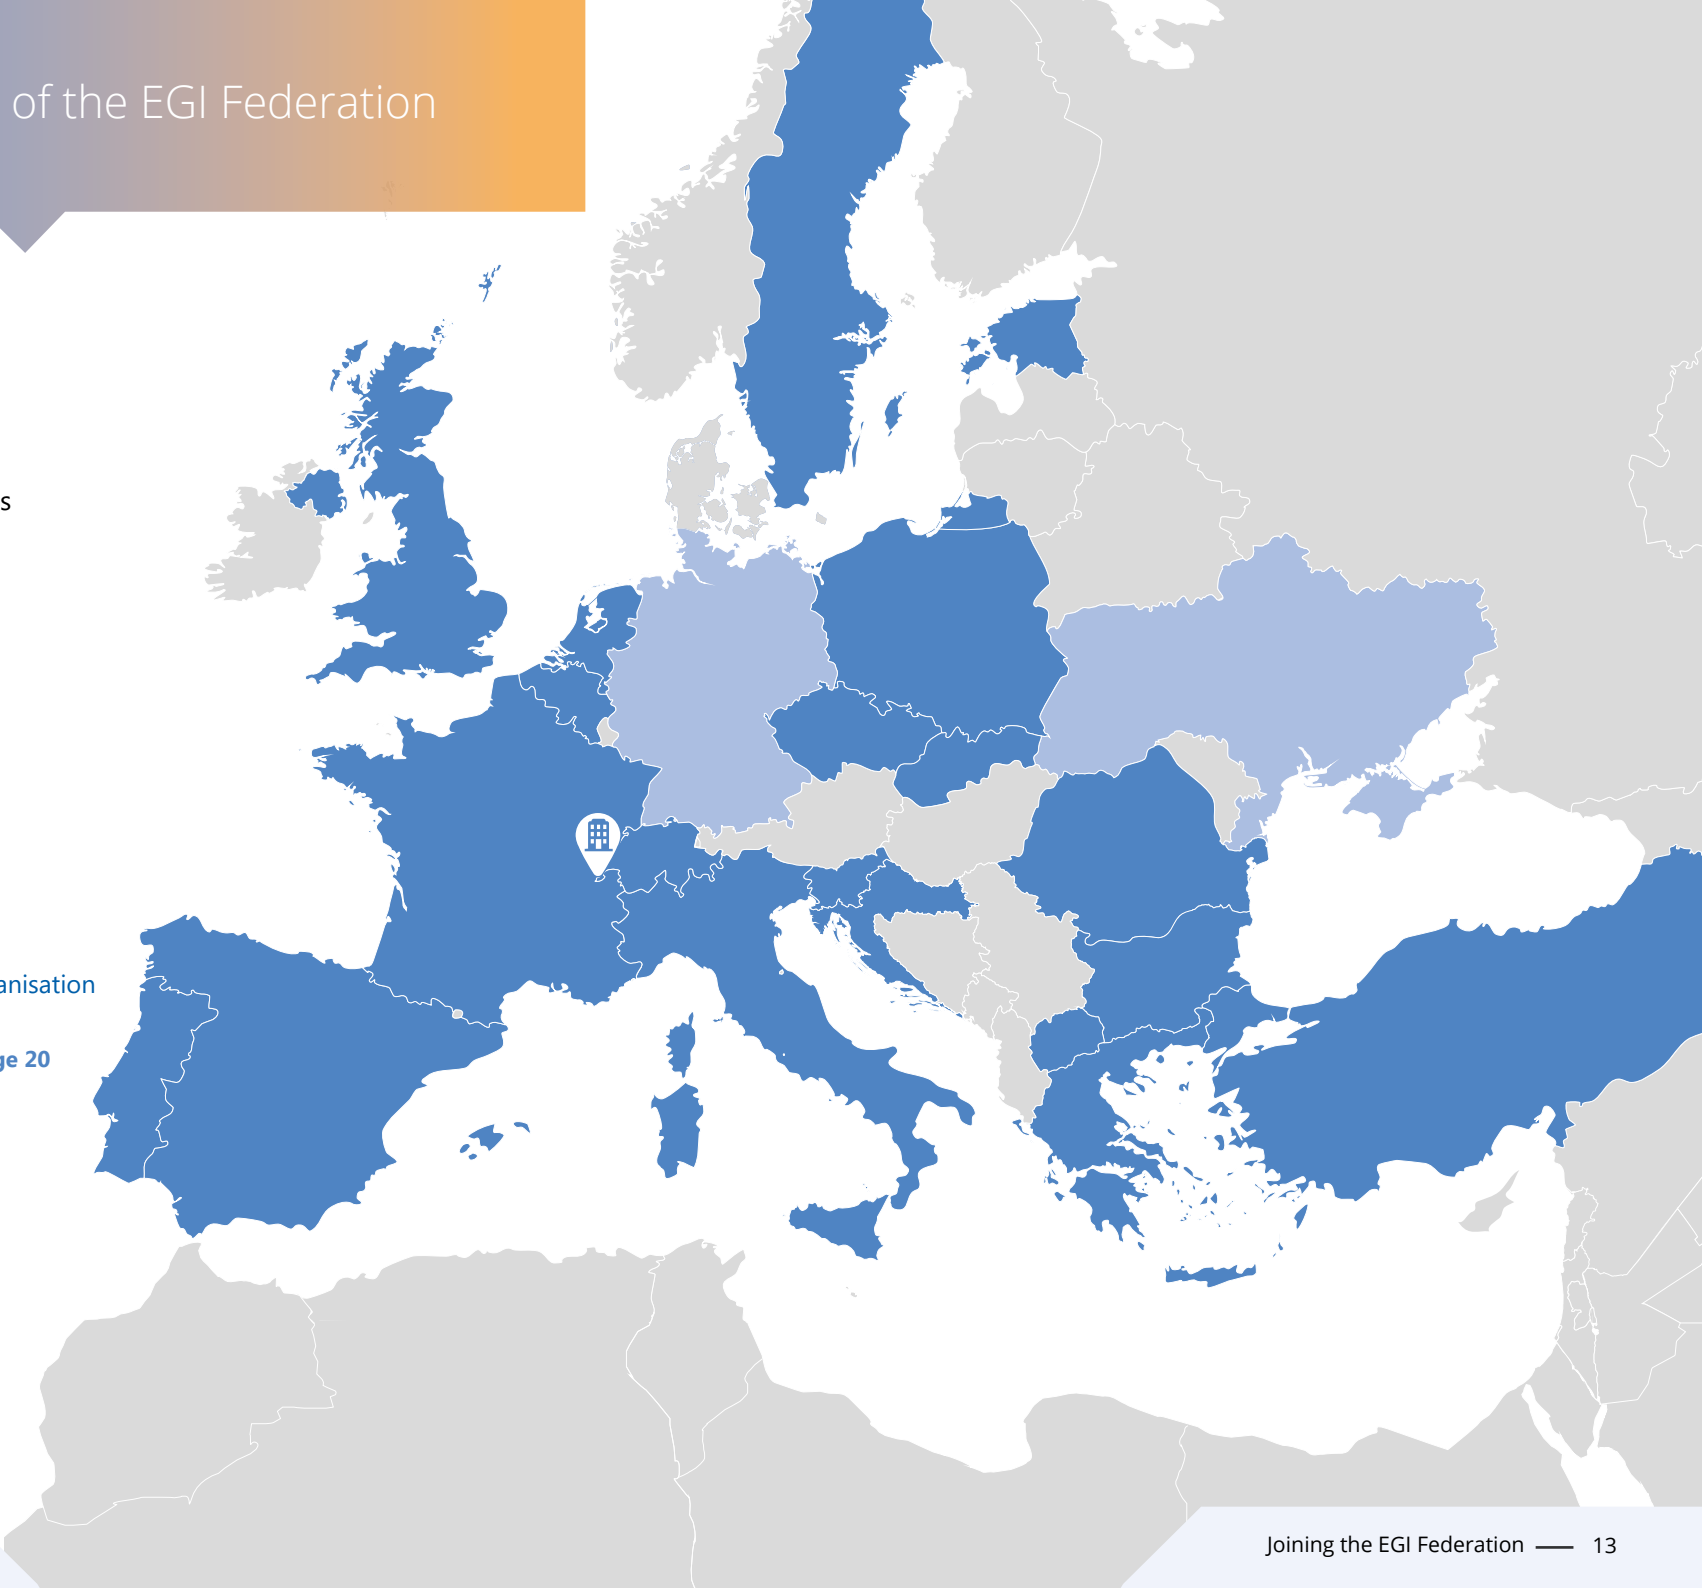 of the EGI Federation
s
anisation
ge 20
Joining the EGI Federation — 13